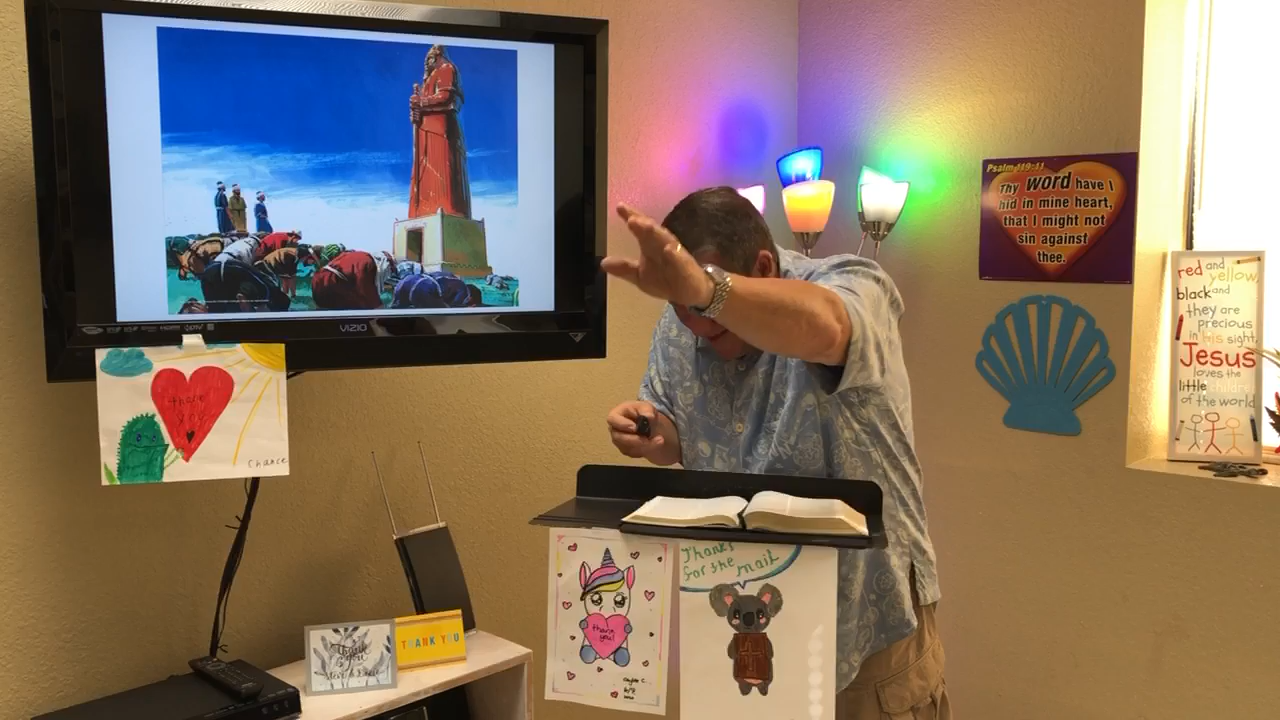 VIZIO
thank
you
Chance
THANK YOU
Thank
you
thank
you!
Thanks
for the mail
Psalm 119:11
Thy WORD have I
hid in mine heart,
that I might not
sin against
thee.
red and
yellow,
black and
they are
precious
in his sight,
Jesus
loves the
little children
of the world